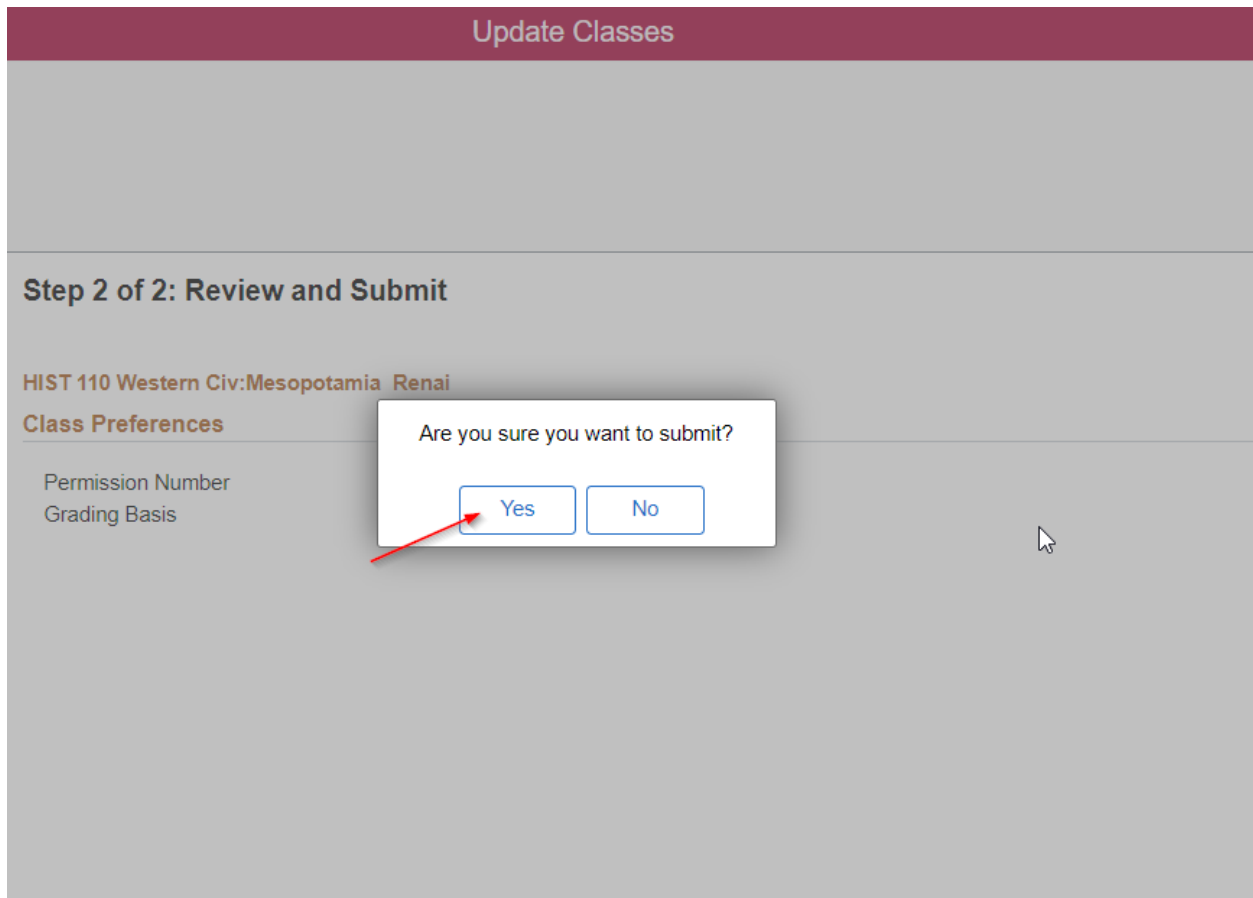 Update Classes
Step 2 of 2: Review and Submit
HIST 110 Western Civ:Mesopotamia  Renai
Class Preferences
Are you sure you want to submit?
Permission Number
Yes No
Grading Basis